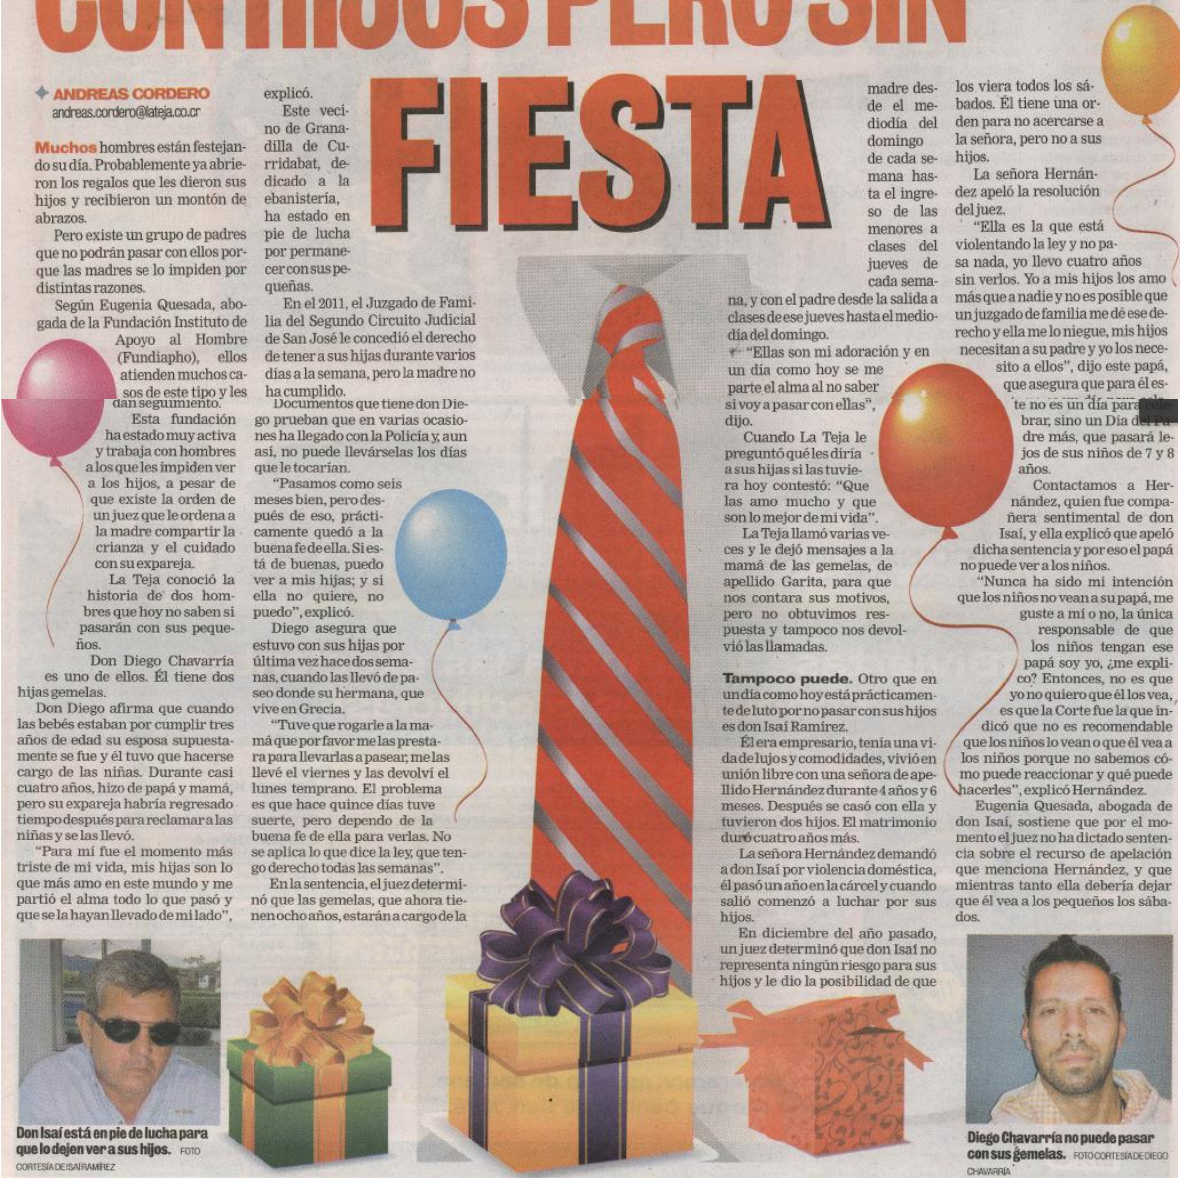 CON HIJOS PERO SIN
FIESTA
ANDREAS CORDERO
andreas.cordero@lateja.co.cr
Muchos hombres están festejan-
do su día. Probablemente ya abrie-
ron los regalos que les dieron sus
hijos y recibieron un montón de
abrazos.
Pero existe un grupo de padres
que no podrán pasar con ellos por-
que las madres se lo impiden por
distintas razones.
Según Eugenia Quesada, abo-
gada de la Fundación Instituto de
Apoyo al Hombre
(Fundiapho), ellos
atienden muchos ca-
sos de este tipo y les
dan seguimiento.
Esta fundación
ha estado muy activa
y trabaja con hombres
a los que les impiden ver
a los hijos, a pesar de
que existe la orden de
un juez que le ordena a
la madre compartir la
crianza y el cuidado
con su expareja.
La Teja conoció la
historia de dos hom-
bres que hoy no saben si
pasarán con sus peque-
ños.
Don Diego Chavarría
es uno de ellos. Él tiene dos
hijas gemelas.
Don Diego afirma que cuando
las bebés estaban por cumplir tres
años de edad su esposa supuesta-
mente se fue y él tuvo que hacerse
cargo de las niñas. Durante casi
cuatro años, hizo de papá y mamá,
pero su expareja habría regresado
tiempo después para reclamar a las
niñas y se las llevó.
"Para mí fue el momento más
triste de mi vida, mis hijas son lo
que más amo en este mundo y me
partió el alma todo lo que pasó y
que se la hayan llevado de mi lado",
explicó.
Este veci-
no de Grana-
dilla de Cu-
rridabat, de-
dicado a la
ebanistería,
ha estado en
pie de lucha
por permane-
cer con sus pe-
queñas.
En el 2011, el Juzgado de Fami-
lia del Segundo Circuito Judicial
de San José le concedió el derecho
de tener a sus hijas durante varios
días a la semana, pero la madre no
ha cumplido.
Documentos que tiene don Die-
go prueban que en varias ocasio-
nes ha llegado con la Policía y, aun
así, no puede llevárselas los días
que le tocarían.
"Pasamos como seis
meses bien, pero des-
pués de eso, prácti-
camente quedó a la
buena fe de ella. Si es-
tá de buenas, puedo
ver a mis hijas; y si
ella no quiere, no
puedo", explicó.
Diego asegura que
estuvo con sus hijas por
última vez hace dos sema-
nas, cuando las llevó de pa-
seo donde su hermana, que
vive en Grecia.
"Tuve que rogarle a la ma-
má que por favor me las presta-
ra para llevarlas a pasear, me las
llevé el viernes y las devolví el
lunes temprano. El problema
es que hace quince días tuve
suerte, pero dependo de la
buena fe de ella para verlas. No
se aplica lo que dice la ley, que ten-
go derecho todas las semanas".
En la sentencia, el juez determi-
nó que las gemelas, que ahora tie-
nen ocho años, estarán a cargo de la
madre des-
de el me-
diodía del
domingo
de cada se-
mana has-
ta el ingre-
so de las
menores a
clases del
jueves de
cada sema-
na, y con el padre desde la salida a
clases de ese jueves hasta el medio-
día del domingo.
"Ellas son mi adoración y en
un día como hoy se me
parte el alma al no saber
si voy a pasar con ellas",
dijo.
Cuando La Teja le
preguntó qué les diría
a sus hijas si las tuvie-
ra hoy contestó: "Que
las amo mucho y que
son lo mejor de mi vida".
La Teja llamó varias ve-
ces y le dejó mensajes a la
mamá de las gemelas, de
apellido Garita, para que
nos contara sus motivos,
pero no obtuvimos res-
puesta y tampoco nos devol-
vió las llamadas.
Tampoco puede. Otro que en
un día como hoy está prácticamen-
te de luto por no pasar con sus hijos
es don Isaí Ramírez.
Él era empresario, tenía una vi-
da de lujos y comodidades, vivió en
unión libre con una señora de ape-
llido Hernández durante 4 años y 6
meses. Después se casó con ella y
tuvieron dos hijos. El matrimonio
duró cuatro años más.
La señora Hernández demandó
a don Isaí por violencia doméstica,
él pasó un año en la cárcel y cuando
salió comenzó a luchar por sus
hijos.
En diciembre del año pasado,
un juez determinó que don Isaí no
representa ningún riesgo para sus
hijos y le dio la posibilidad de que
los viera todos los sá-
bados. Él tiene una or-
den para no acercarse a
la señora, pero no a sus
hijos.
La señora Hernán-
dez apeló la resolución
del juez.
"Ella es la que está
violentando la ley y no pa-
sa nada, yo llevo cuatro años
sin verlos. Yo a mis hijos los amo
más que a nadie y no es posible que
un juzgado de familia me dé ese de-
recho y ella me lo niegue, mis hijos
necesitan a su padre y yo los nece-
sito a ellos", dijo este papá,
que asegura que para él es-
te no es un día para cele-
brar, sino un Día del Pa-
dre más, que pasará le-
jos de sus niños de 7 y 8
años.
Contactamos a Her-
nández, quien fue compa-
ñera sentimental de don
Isaí, y ella explicó que apeló
dicha sentencia y por eso el papá
no puede ver a los niños.
"Nunca ha sido mi intención
que los niños no vean a su papá, me
guste a mí o no, la única
responsable de que
los niños tengan ese
papá soy yo, ¿me expli-
co? Entonces, no es que
yo no quiero que él los vea,
es que la Corte fue la que in-
dicó que no es recomendable
que los niños lo vean o que él vea a
los niños porque no sabemos có-
mo puede reaccionar y qué puede
hacerles", explicó Hernández.
Eugenia Quesada, abogada de
don Isaí, sostiene que por el mo-
mento el juez no ha dictado senten-
cia sobre el recurso de apelación
que menciona Hernández, y que
mientras tanto ella debería dejar
que él vea a los pequeños los sába-
dos.
Don Isaí está en pie de lucha para
que lo dejen ver a sus hijos. FOTO
CORTESÍA DE ISAÍ RAMÍREZ
Diego Chavarría no puede pasar
con sus gemelas. FOTO CORTESÍA DE DIEGO
CHAVARRÍA